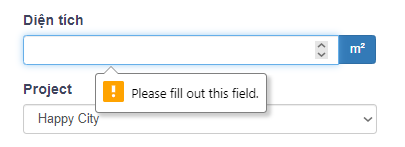 Diện tích
m²
! Please fill out this field.
Project
Happy City